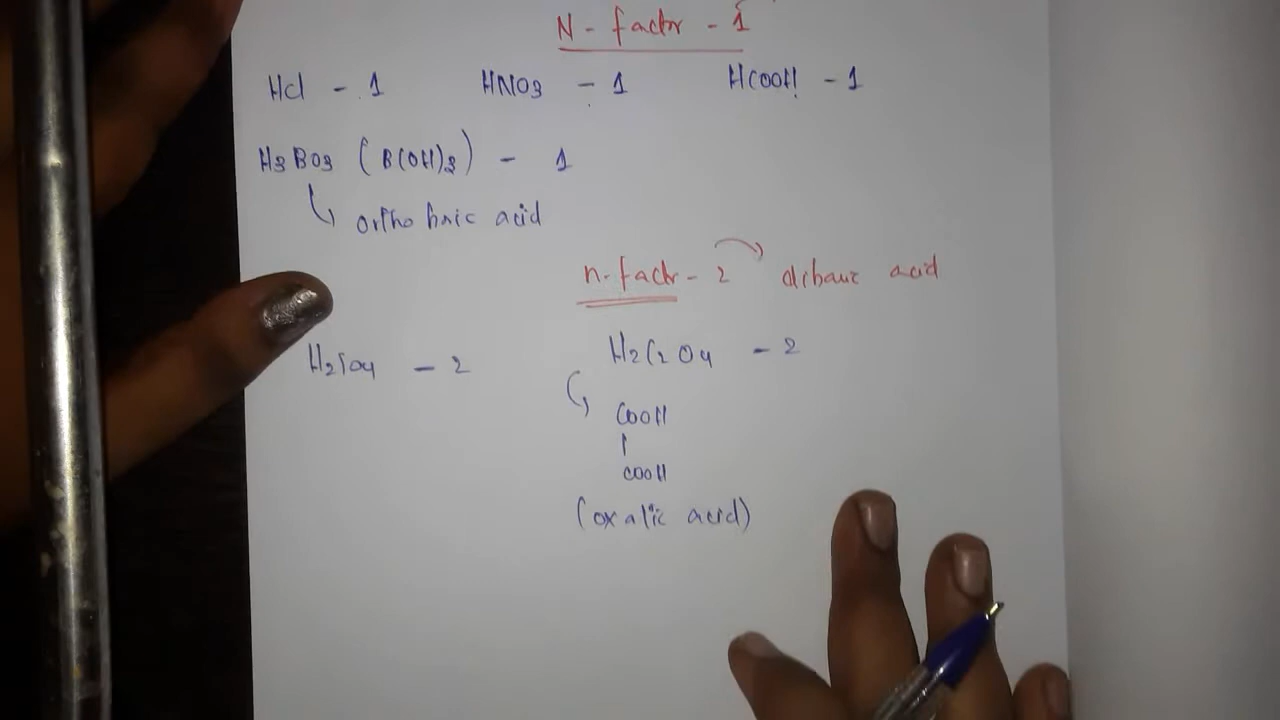 N-factor - 1
HCl - 1 HNO3 - 1 HCOOH - 1
H3BO3 (B(OH)3) - 1
ortho boric acid
n-factor - 2 dibasic acid
H2SO4 - 2 H2C2O4 - 2
COOH
COOH
(oxalic acid)